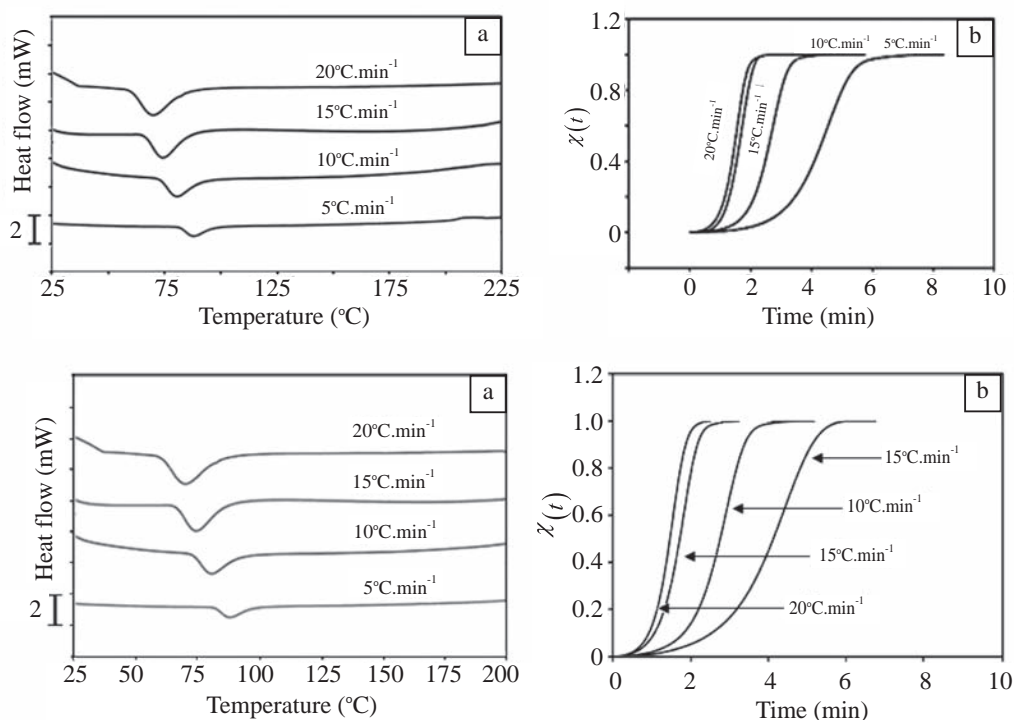 a
Heat flow (mW)
20°C.min-1
15°C.min-1
10°C.min-1
5°C.min-1
2
25 75 125 175 225
Temperature (°C)
b
χ(t)
1.2
1.0
0.8
0.4
0
10°C.min-1 5°C.min-1
20°C.min-1
15°C.min-1
0 2 4 6 8 10
Time (min)
a
Heat flow (mW)
20°C.min-1
15°C.min-1
10°C.min-1
5°C.min-1
2
25 50 75 100 125 150 175 200
Temperature (°C)
b
χ(t)
1.2
1.0
0.8
0.6
0.4
0.2
0
15°C.min-1
10°C.min-1
15°C.min-1
20°C.min-1
0 2 4 6 8 10
Time (min)